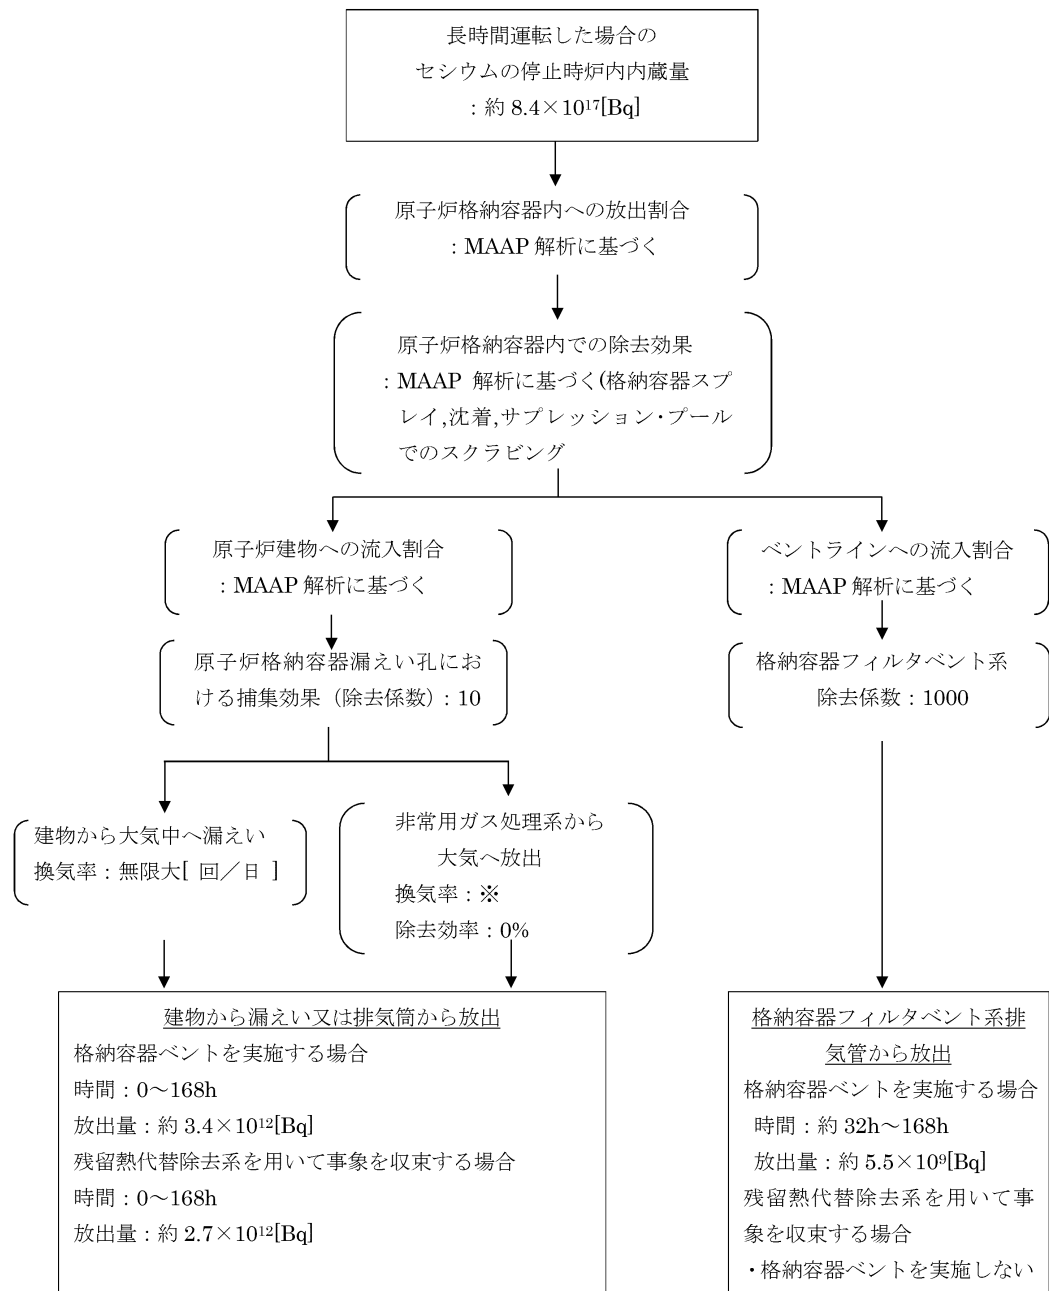 長時間運転した場合の
セシウムの停止時炉内内蔵量
：約 8.4×10¹⁷[Bq]
原子炉格納容器内への放出割合
：MAAP 解析に基づく
原子炉格納容器内での除去効果
：MAAP 解析に基づく(格納容器スプ
レイ,沈着,サプレッション・プール
でのスクラビング
原子炉建物への流入割合
：MAAP 解析に基づく
原子炉格納容器漏えい孔にお
ける捕集効果（除去係数）：10
建物から大気中へ漏えい
換気率：無限大[ 回／日 ]
非常用ガス処理系から
大気へ放出
換気率：※
除去効率：0%
建物から漏えい又は排気筒から放出
格納容器ベントを実施する場合
時間：0～168h
放出量：約 3.4×10¹²[Bq]
残留熱代替除去系を用いて事象を収束する場合
時間：0～168h
放出量：約 2.7×10¹²[Bq]
ベントラインへの流入割合
：MAAP 解析に基づく
格納容器フィルタベント系
除去係数：1000
格納容器フィルタベント系排
気管から放出
格納容器ベントを実施する場合
時間：約 32h～168h
放出量：約 5.5×10⁹[Bq]
残留熱代替除去系を用いて事
象を収束する場合
・格納容器ベントを実施しない